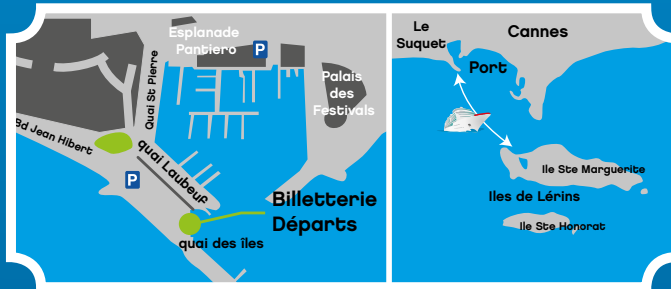 Esplanade
Pantiero
P
Quai St Pierre
Palais
des
Festivals
Bd Jean Hibert
quai Laubeuf
P
Billetterie
Départs
quai des îles
Le
Suquet
Cannes
Port
Ile Ste Marguerite
Iles de Lérins
Ile Ste Honorat